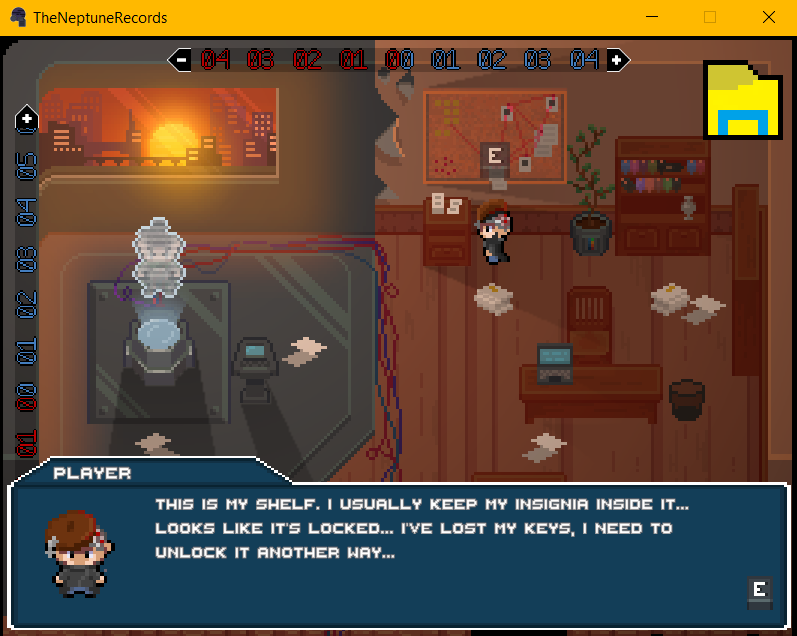 TheNeptuneRecords
- 04 03 02 01 00 01 02 03 04 +
+
05
04
03
02
01
00
01
E
PLAYER
THIS IS MY SHELF. I USUALLY KEEP MY INSIGNIA INSIDE IT...
LOOKS LIKE IT'S LOCKED... I'VE LOST MY KEYS, I NEED TO
UNLOCK IT ANOTHER WAY...
E